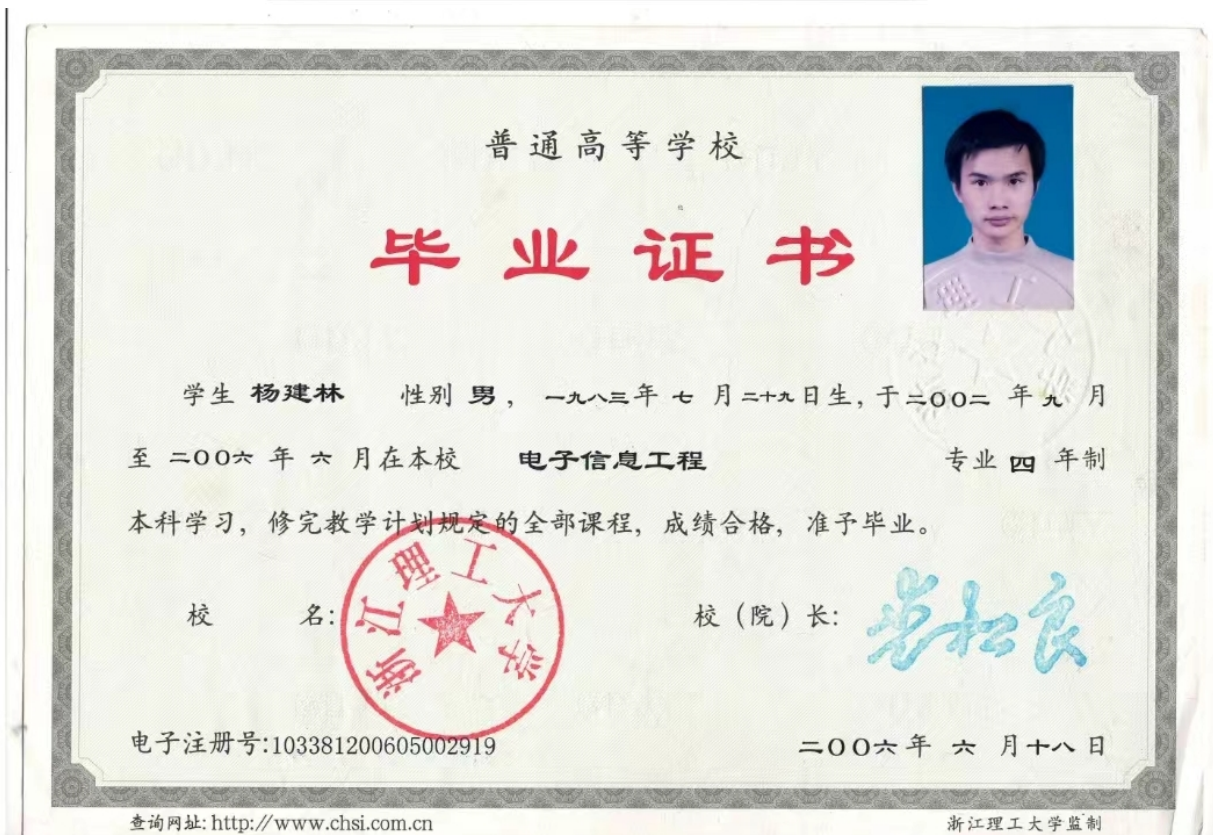 普通高等学校
毕业证书
学生 杨建林 性别 男，一九八三年 七 月二十九日生，于二〇〇二 年 九 月
至 二〇〇六 年 六 月在本校 电子信息工程 专业 四 年制
本科学习，修完教学计划规定的全部课程，成绩合格，准予毕业。
校 名：
浙江理工大学
校（院）长：
电子注册号:103381200605002919
二〇〇六年 六 月十八日
查询网址: http://www.chsi.com.cn
浙江理工大学监制